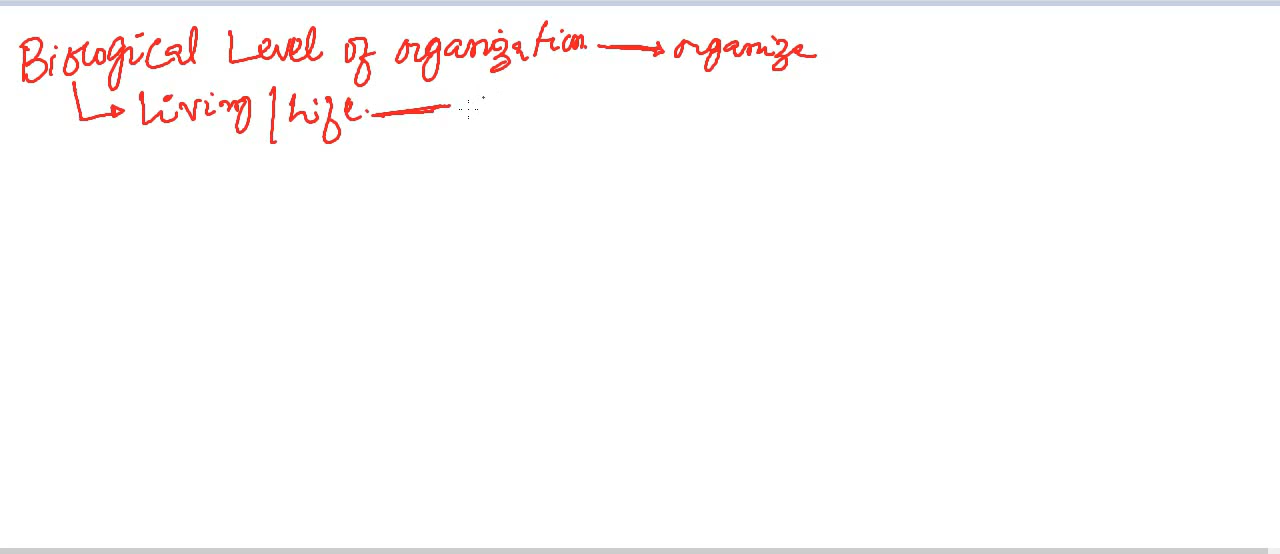 Biological Level of organization. → organize
↳ Living / Life. —